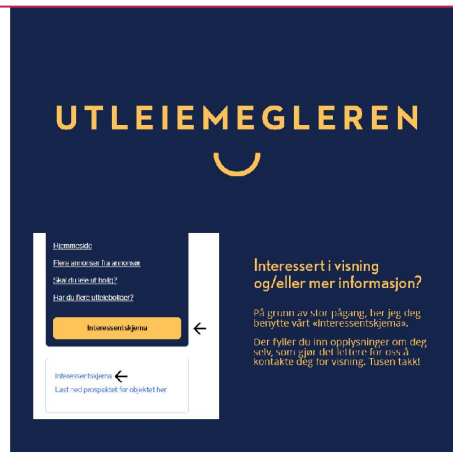 UTLEIEMEGLEREN
Hjemmeside
Flere annonser fra annonsør
Skal du leie ut bolig?
Har du flere utleieboliger?
Interessentskjema
Interessentskjema
Last ned prospektet for objektet her
Interessert i visning
og/eller mer informasjon?
På grunn av stor pågang, ber jeg deg
benytte vårt «Interessentskjema».
Der fyller du inn opplysninger om deg
selv, som gjør det lettere for oss å
kontakte deg for visning. Tusen takk!